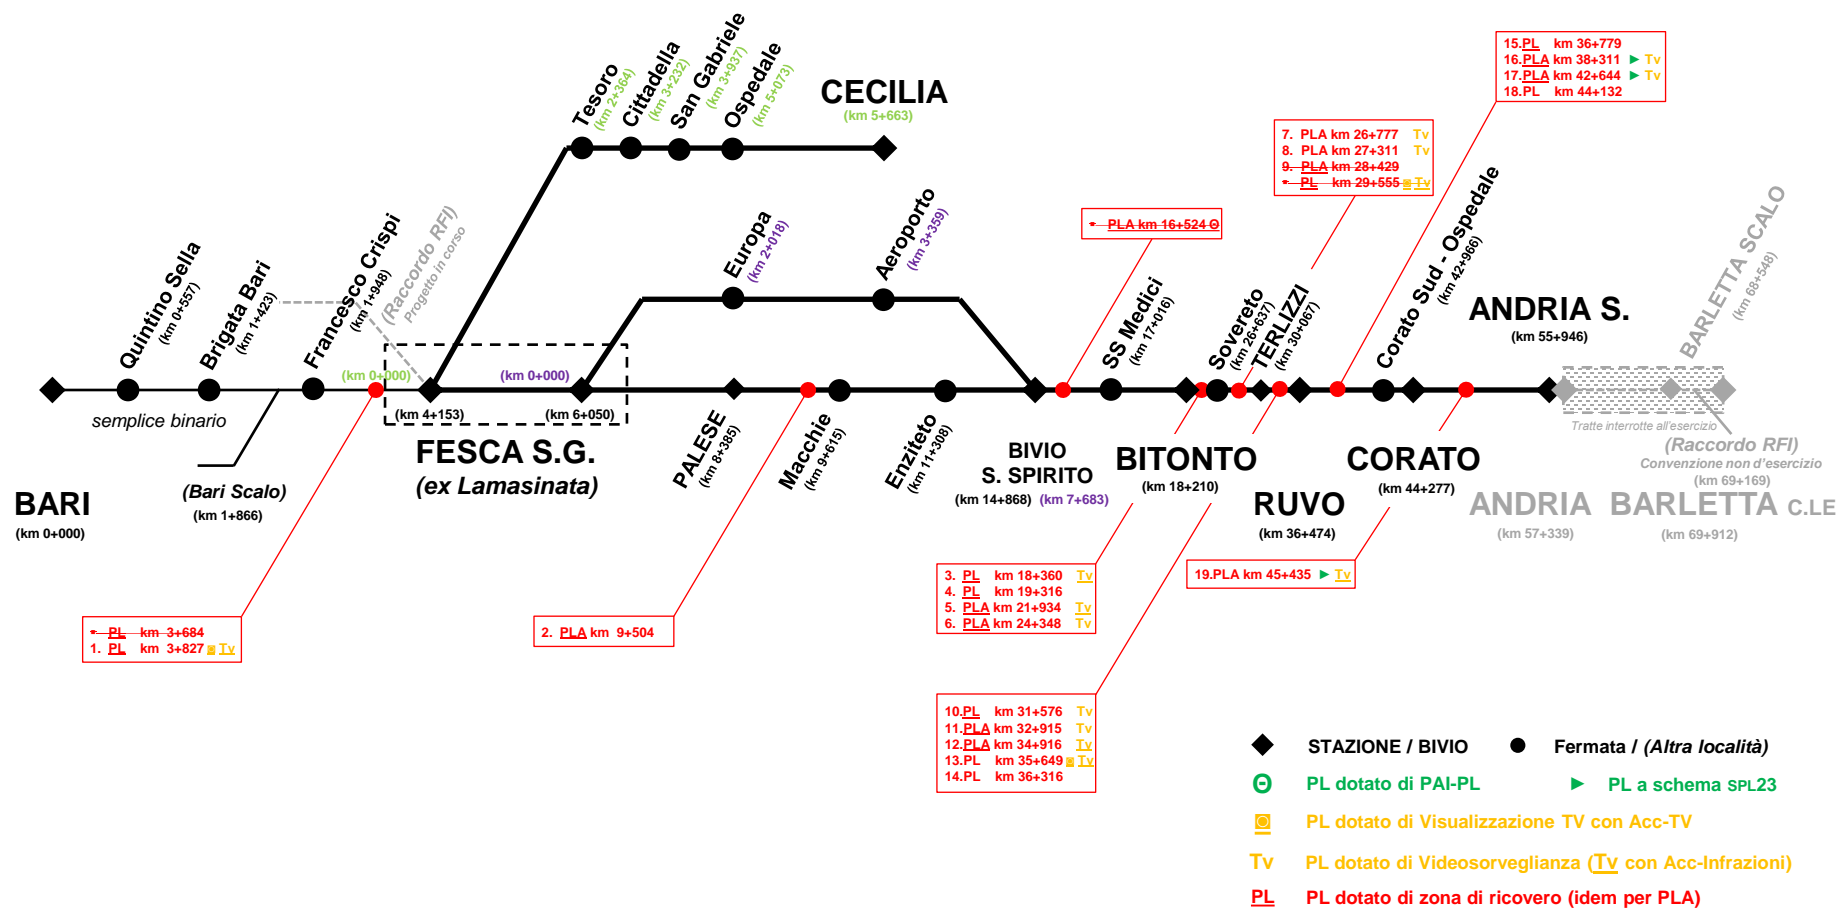 Tesoro
(km 2+364)
Cittadella
(km 3+232)
San Gabriele
(km 3+937)
Ospedale
(km 5+073)
CECILIA
(km 5+663)
15.PL km 36+779
16.PLA km 38+311 ► Tv
17.PLA km 42+644 ► Tv
18.PL km 44+132
7. PLA km 26+777 Tv
8. PLA km 27+311 Tv
9. PLA km 28+429
* PL km 29+555 ◙ Tv
* PLA km 16+524 Θ
Quintino Sella
(km 0+557)
Brigata Bari
(km 1+423)
Francesco Crispi
(km 1+948)
(Raccordo RFI)
Progetto in corso
Europa
(km 2+018)
Aeroporto
(km 3+359)
SS Medici
(km 17+016)
Sovereto
(km 26+637)
TERLIZZI
(km 30+067)
Corato Sud - Ospedale
(km 42+966)
ANDRIA S.
(km 55+946)
BARLETTA SCALO
(km 68+548)
(km 0+000)
(km 0+000)
semplice binario
(km 4+153)
(km 6+050)
FESCA S.G.
(ex Lamasinata)
PALESE
(km 8+385)
Macchie
(km 9+615)
Enziteto
(km 11+308)
BIVIO
S. SPIRITO
(km 14+868) (km 7+683)
BITONTO
(km 18+210)
RUVO
(km 36+474)
CORATO
(km 44+277)
Tratte interrotte all'esercizio
(Raccordo RFI)
Convenzione non d'esercizio
(km 69+169)
ANDRIA
(km 57+339)
BARLETTA C.LE
(km 69+912)
BARI
(km 0+000)
(Bari Scalo)
(km 1+866)
* PL km 3+684
1. PL km 3+827 ◙ Tv
2. PLA km 9+504
3. PL km 18+360 Tv
4. PL km 19+316
5. PLA km 21+934 Tv
6. PLA km 24+348 Tv
19.PLA km 45+435 ► Tv
10.PL km 31+576 Tv
11.PLA km 32+915 Tv
12.PLA km 34+916 Tv
13.PL km 35+649 ◙ Tv
14.PL km 36+316
STAZIONE / BIVIO
Fermata / (Altra località)
Θ PL dotato di PAI-PL
► PL a schema SPL23
◙ PL dotato di Visualizzazione TV con Acc-TV
Tv PL dotato di Videosorveglianza (Tv con Acc-Infrazioni)
PL PL dotato di zona di ricovero (idem per PLA)